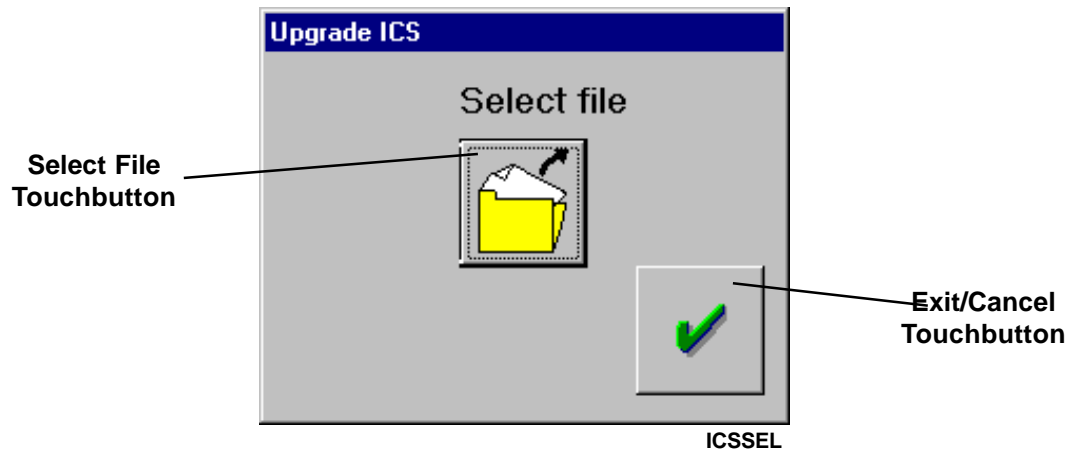 Upgrade ICS
Select file
Select File
Touchbutton
Exit/Cancel
Touchbutton
ICSSEL